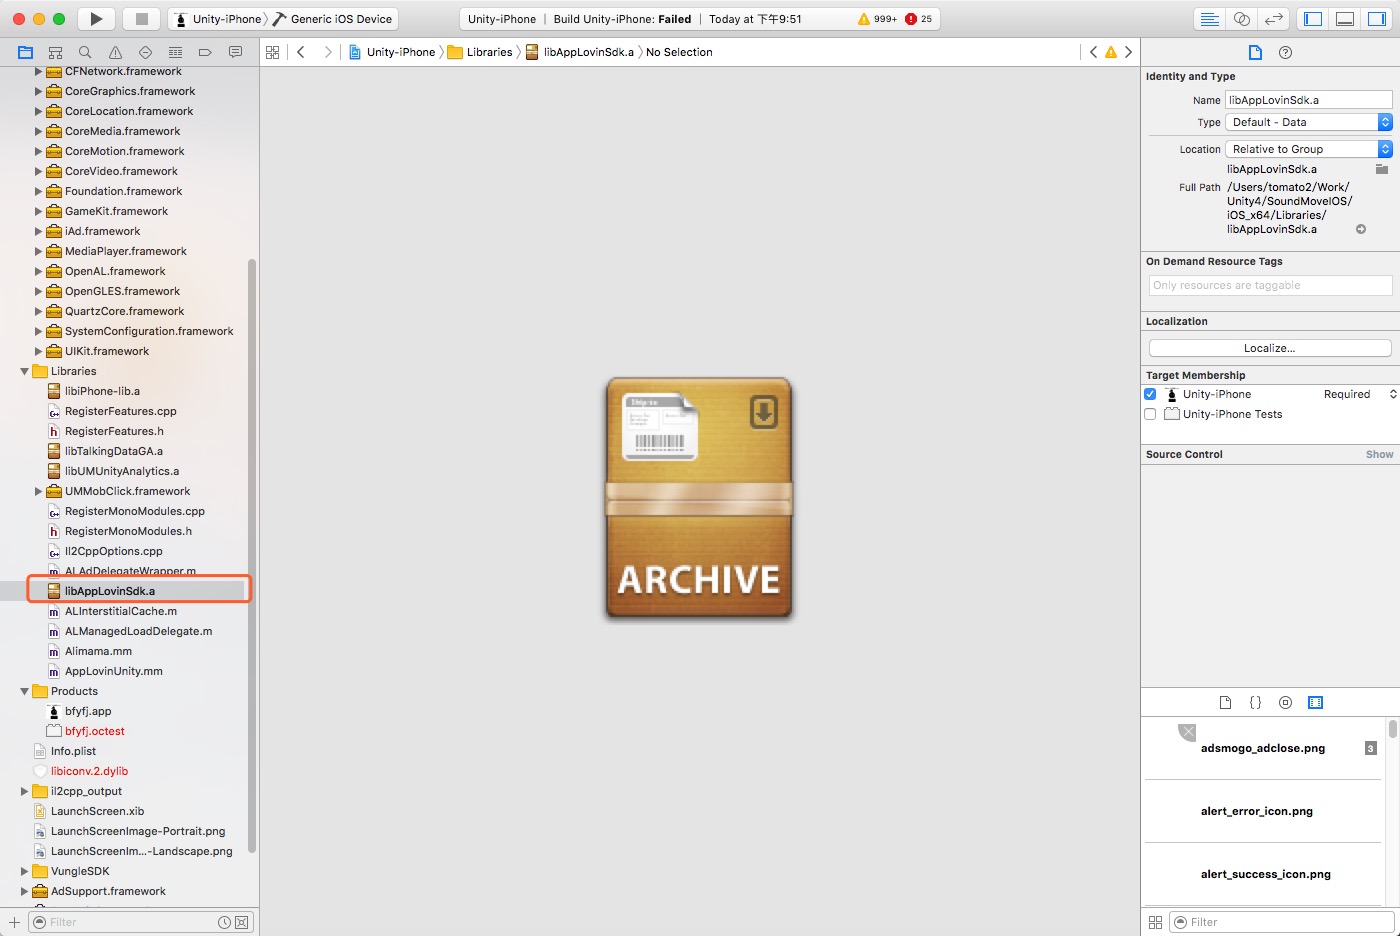 Unity-iPhone
Generic iOS Device
Unity-iPhone
Build Unity-iPhone: Failed
Today at 下午9:51
999+
25
Unity-iPhone
Libraries
libAppLovinSdk.a
No Selection
CFNetwork.framework
CoreGraphics.framework
CoreLocation.framework
CoreMedia.framework
CoreMotion.framework
CoreVideo.framework
Foundation.framework
GameKit.framework
iAd.framework
MediaPlayer.framework
OpenAL.framework
OpenGLES.framework
QuartzCore.framework
SystemConfiguration.framework
UIKit.framework
Libraries
libiPhone-lib.a
RegisterFeatures.cpp
RegisterFeatures.h
libTalkingDataGA.a
libUMUnityAnalytics.a
UMMobClick.framework
RegisterMonoModules.cpp
RegisterMonoModules.h
Il2CppOptions.cpp
ALAdDelegateWrapper.m
libAppLovinSdk.a
ALInterstitialCache.m
ALManagedLoadDelegate.m
Alimama.mm
AppLovinUnity.mm
Products
bfyfj.app
bfyfj.octest
Info.plist
libiconv.2.dylib
il2cpp_output
LaunchScreen.xib
LaunchScreenImage-Portrait.png
LaunchScreenIm...-Landscape.png
VungleSDK
AdSupport.framework
Filter
ARCHIVE
Identity and Type
Name libAppLovinSdk.a
Type Default - Data
Location Relative to Group
libAppLovinSdk.a
Full Path /Users/tomato2/Work/
Unity4/SoundMoveIOS/
iOS_x64/Libraries/
libAppLovinSdk.a
On Demand Resource Tags
Only resources are taggable
Localization
Localize...
Target Membership
Unity-iPhone Required
Unity-iPhone Tests
Source Control Show
adsmogo_adclose.png 3
alert_error_icon.png
alert_success_icon.png
Filter